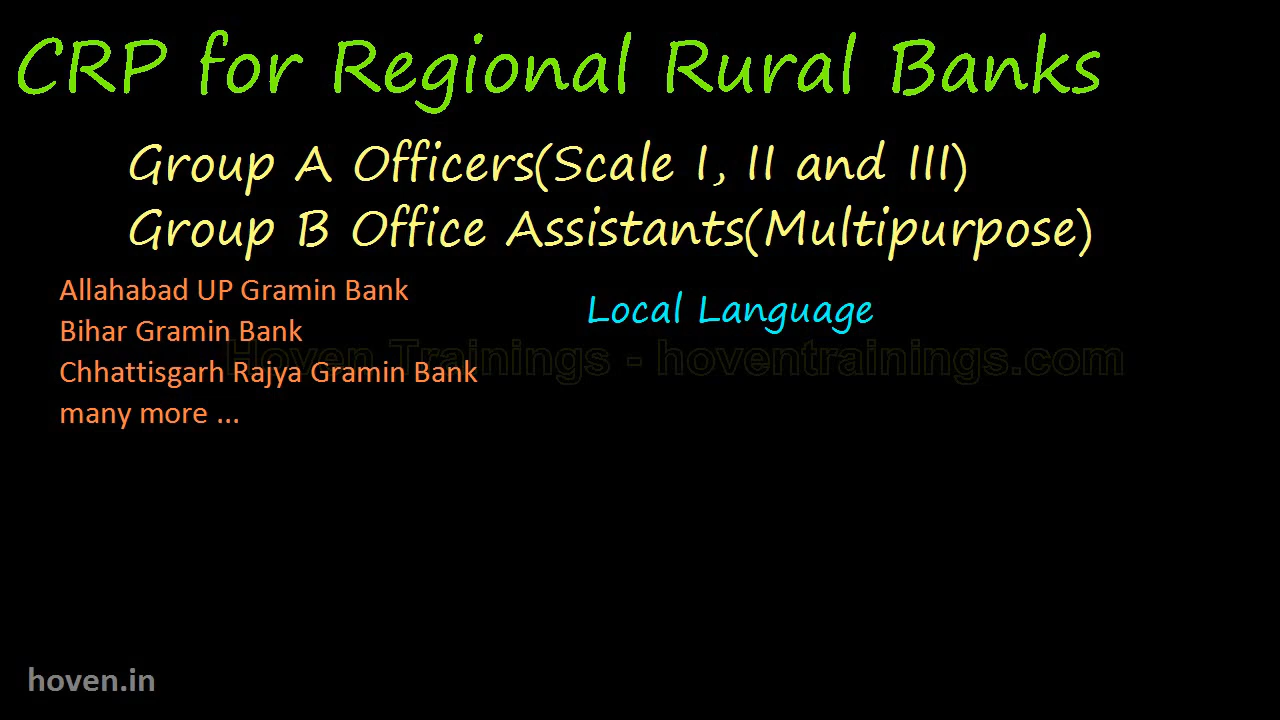 CRP for Regional Rural Banks
Group A Officers(Scale I, II and III)
Group B Office Assistants(Multipurpose)
Allahabad UP Gramin Bank
Bihar Gramin Bank
Chhattisgarh Rajya Gramin Bank
many more ...
Local Language
Hoven Trainings - hoventrainings.com
hoven.in